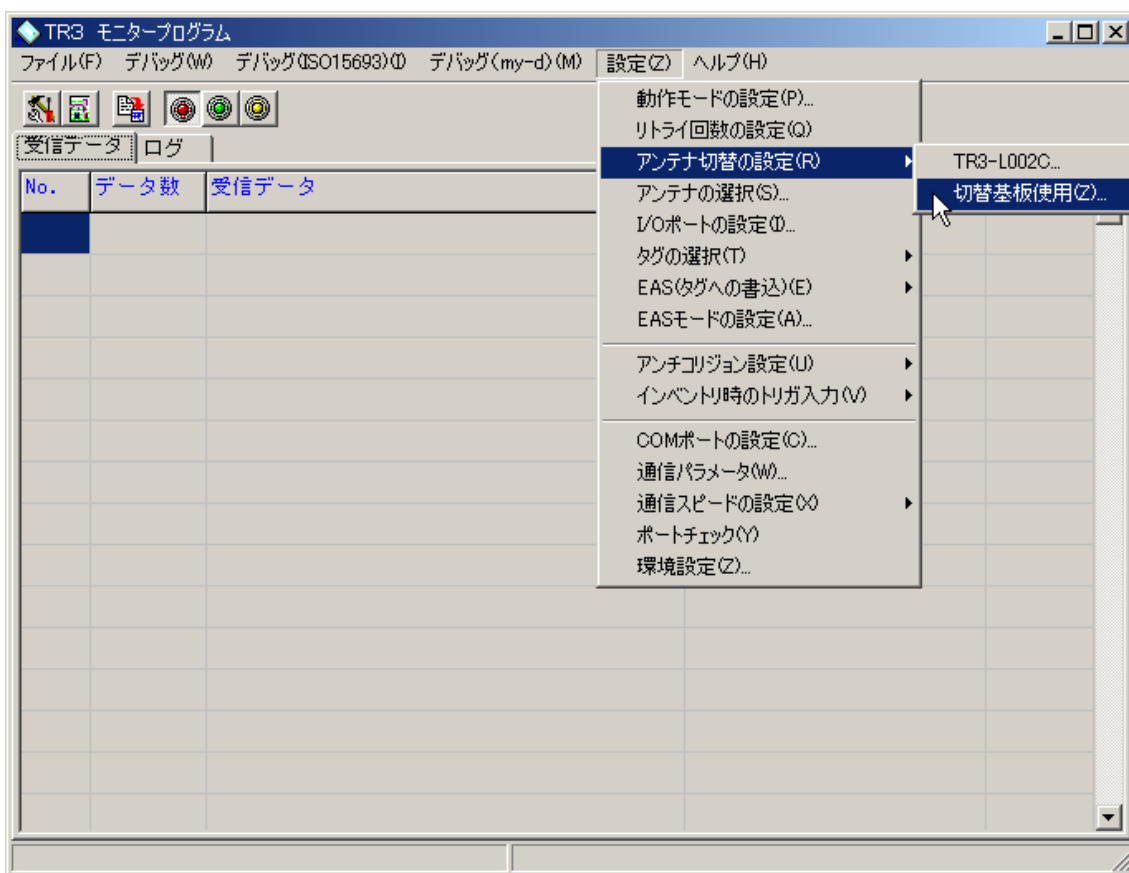 TR3 モニタープログラム
ファイル(F) デバッグ(W) デバッグ(ISO15693)(I) デバッグ(my-d)(M) 設定(Z) ヘルプ(H)
受信データ ログ
No. データ数 受信データ
動作モードの設定(P)...
リトライ回数の設定(Q)
アンテナ切替の設定(R)
TR3-L002C...
アンテナの選択(S)...
切替基板使用(Z)...
I/Oポートの設定(I)...
タグの選択(T)
EAS(タグへの書込)(E)
EASモードの設定(A)...
アンチコリジョン設定(U)
インベントリ時のトリガ入力(V)
COMポートの設定(C)...
通信パラメータ(W)...
通信スピードの設定(X)
ポートチェック(Y)
環境設定(Z)...